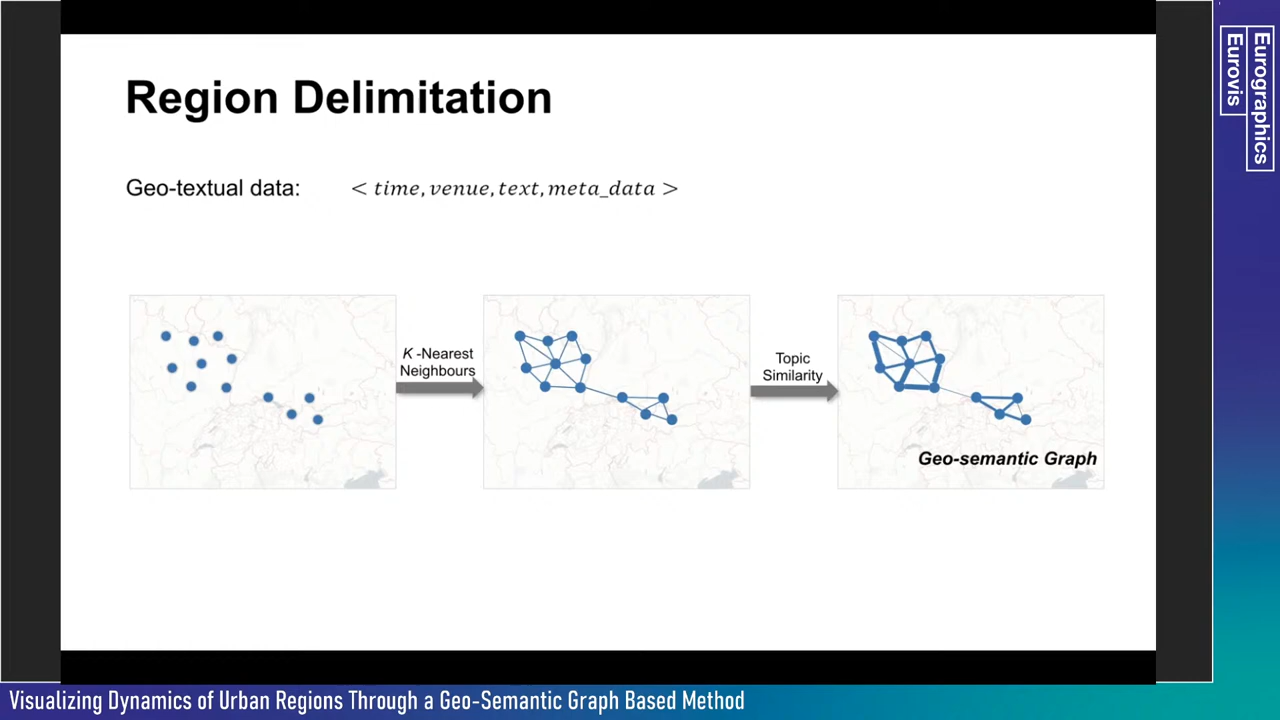 Region Delimitation
Geo-textual data: < time, venue, text, meta_data >
K -Nearest
Neighbours
Topic
Similarity
Geo-semantic Graph
Eurographics
Eurovis
Visualizing Dynamics of Urban Regions Through a Geo-Semantic Graph Based Method